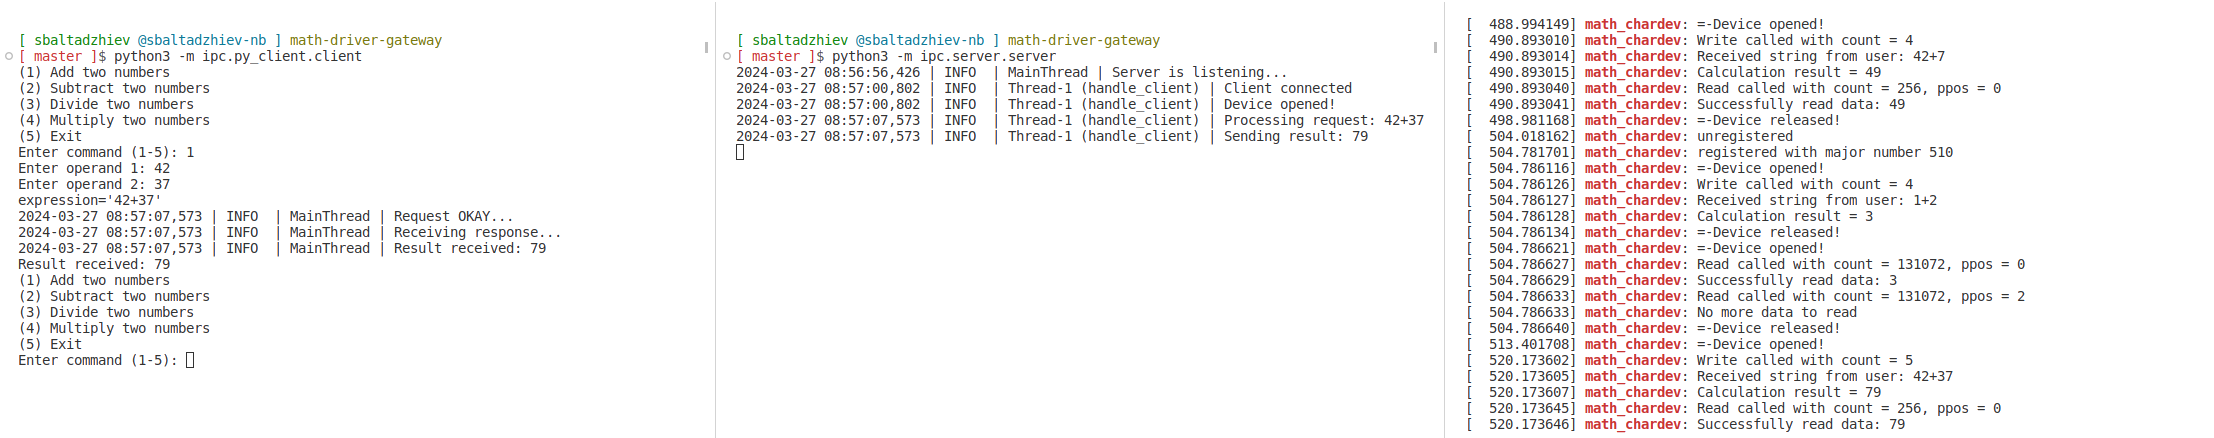 [ sbaltadzhiev @sbaltadzhiev-nb ] math-driver-gateway
[ master ]$ python3 -m ipc.py_client.client
(1) Add two numbers
(2) Subtract two numbers
(3) Divide two numbers
(4) Multiply two numbers
(5) Exit
Enter command (1-5): 1
Enter operand 1: 42
Enter operand 2: 37
expression='42+37'
2024-03-27 08:57:07,573 | INFO  | MainThread | Request OKAY...
2024-03-27 08:57:07,573 | INFO  | MainThread | Receiving response...
2024-03-27 08:57:07,573 | INFO  | MainThread | Result received: 79
Result received: 79
(1) Add two numbers
(2) Subtract two numbers
(3) Divide two numbers
(4) Multiply two numbers
(5) Exit
Enter command (1-5):
[ sbaltadzhiev @sbaltadzhiev-nb ] math-driver-gateway
[ master ]$ python3 -m ipc.server.server
2024-03-27 08:56:56,426 | INFO  | MainThread | Server is listening...
2024-03-27 08:57:00,802 | INFO  | Thread-1 (handle_client) | Client connected
2024-03-27 08:57:00,802 | INFO  | Thread-1 (handle_client) | Device opened!
2024-03-27 08:57:07,573 | INFO  | Thread-1 (handle_client) | Processing request: 42+37
2024-03-27 08:57:07,573 | INFO  | Thread-1 (handle_client) | Sending result: 79
[  488.994149] math_chardev: =-Device opened!
[  490.893010] math_chardev: Write called with count = 4
[  490.893014] math_chardev: Received string from user: 42+7
[  490.893015] math_chardev: Calculation result = 49
[  490.893040] math_chardev: Read called with count = 256, ppos = 0
[  490.893041] math_chardev: Successfully read data: 49
[  498.981168] math_chardev: =-Device released!
[  504.018162] math_chardev: unregistered
[  504.781701] math_chardev: registered with major number 510
[  504.786116] math_chardev: =-Device opened!
[  504.786126] math_chardev: Write called with count = 4
[  504.786127] math_chardev: Received string from user: 1+2
[  504.786128] math_chardev: Calculation result = 3
[  504.786134] math_chardev: =-Device released!
[  504.786621] math_chardev: =-Device opened!
[  504.786627] math_chardev: Read called with count = 131072, ppos = 0
[  504.786629] math_chardev: Successfully read data: 3
[  504.786633] math_chardev: Read called with count = 131072, ppos = 2
[  504.786633] math_chardev: No more data to read
[  504.786640] math_chardev: =-Device released!
[  513.401708] math_chardev: =-Device opened!
[  520.173602] math_chardev: Write called with count = 5
[  520.173605] math_chardev: Received string from user: 42+37
[  520.173607] math_chardev: Calculation result = 79
[  520.173645] math_chardev: Read called with count = 256, ppos = 0
[  520.173646] math_chardev: Successfully read data: 79